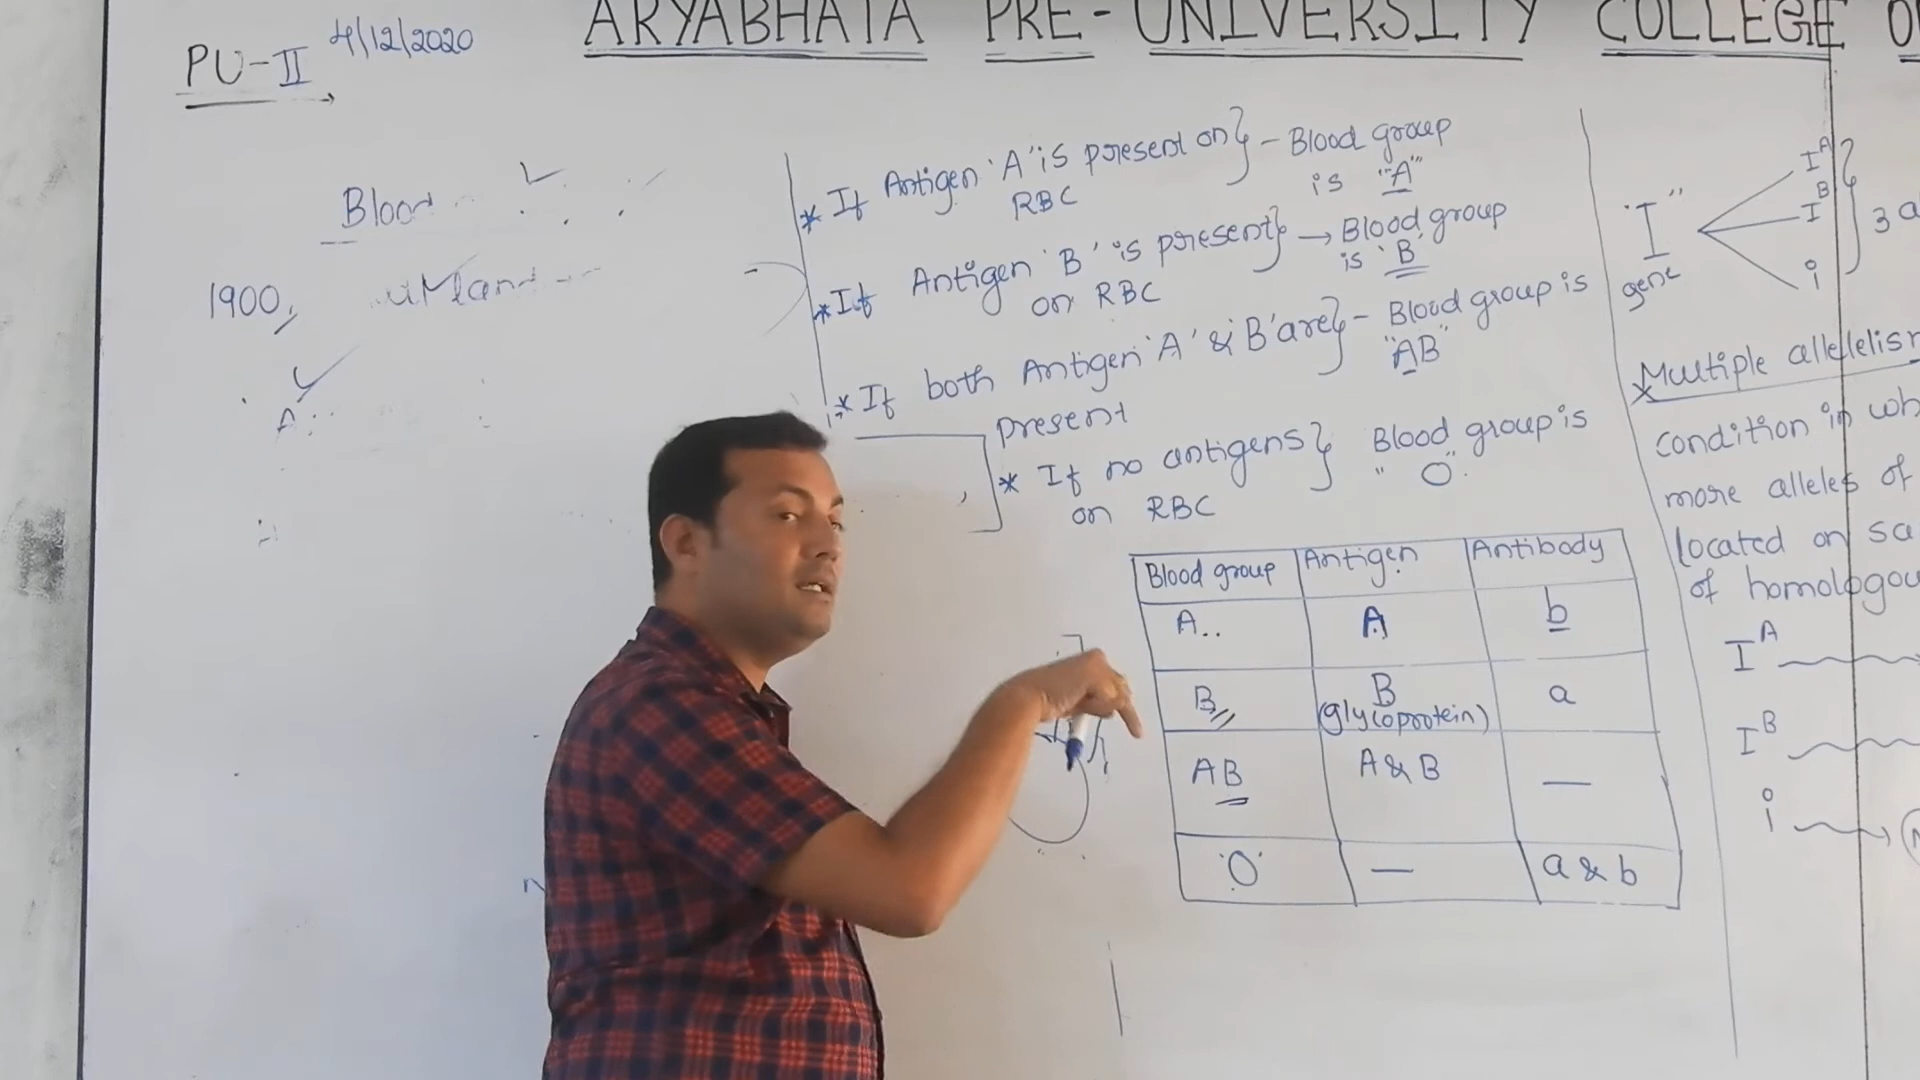 ARYABHATA PRE-UNIVERSITY COLLEGE
PU-II 4/12/2020
Blood
1900,
* If Antigen 'A' is present on } - Blood group
RBC is "A"
* If Antigen 'B' is present } → Blood group
on RBC is 'B'
* If both Antigen 'A' & B' are } - Blood group is
present "AB"
* If no antigens } Blood group is
on RBC "O".
Blood group Antigen Antibody
A.. A b
B B a
(glycoprotein)
AB A & B —
'O' — a & b
"I" gene
I^A
I^B
i
} 3
* Multiple
condition in
more alleles of
located on
of
I^A
I^B
i →